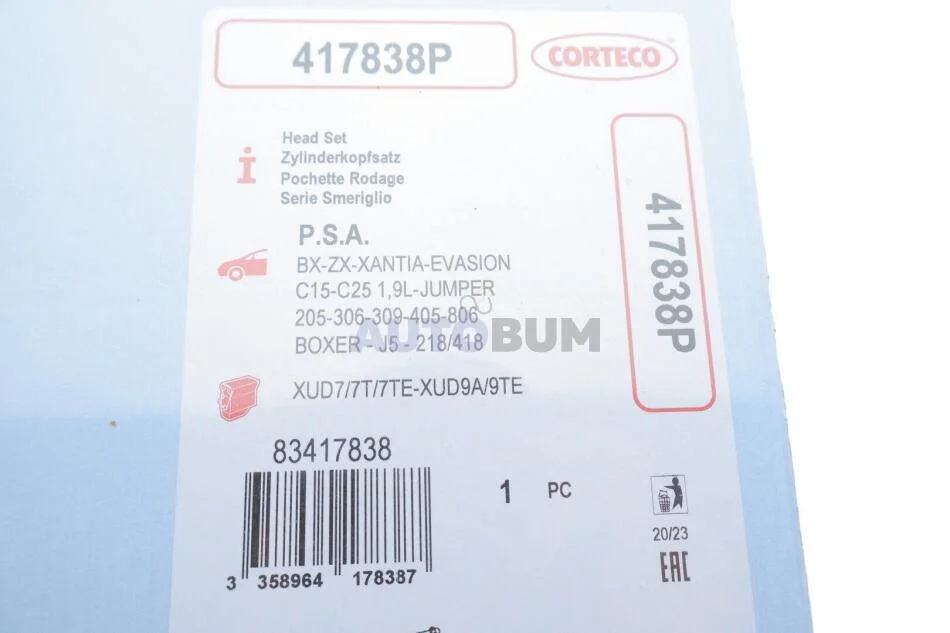 417838P
CORTECO
Head Set
Zylinderkopfsatz
Pochette Rodage
Serie Smeriglio
P.S.A.
BX-ZX-XANTIA-EVASION
C15-C25 1,9L-JUMPER
205-306-309-405-806
BOXER - J5 - 218/418
AUTOBUM
XUD7/7T/7TE-XUD9A/9TE
417838P
83417838
1 PC
20/23
EAC
3 358964 178387